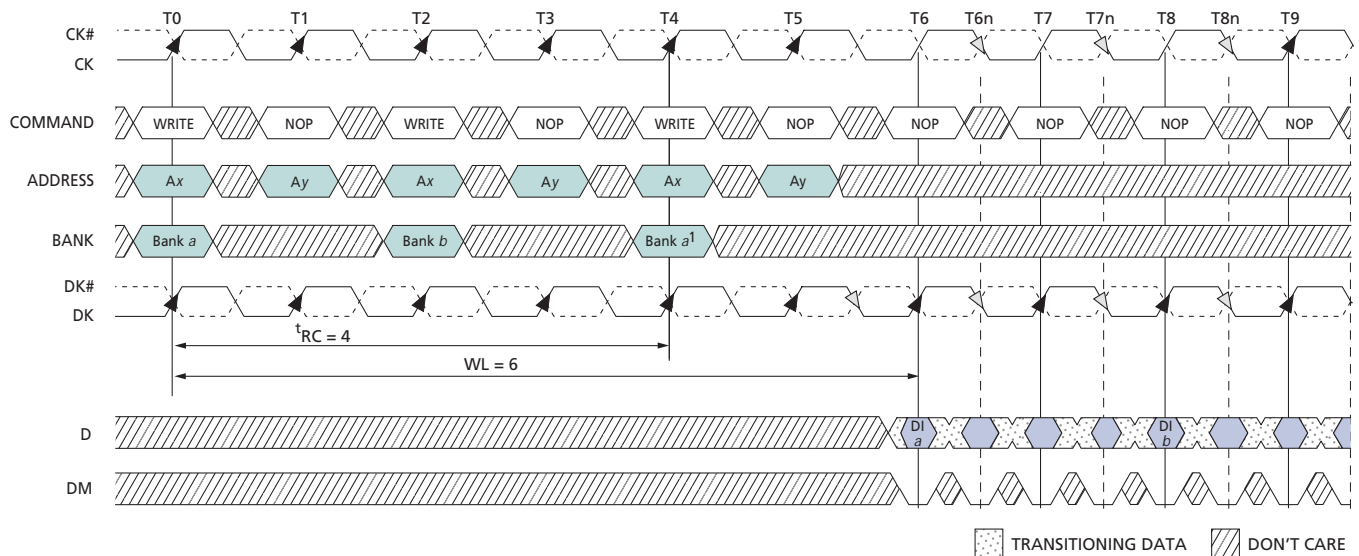 T0 T1 T2 T3 T4 T5 T6 T6n T7 T7n T8 T8n T9
CK#
CK
COMMAND WRITE NOP WRITE NOP WRITE NOP NOP NOP NOP NOP
ADDRESS Ax Ay Ax Ay Ax Ay
BANK Bank a Bank b Bank a1
DK#
DK
tRC = 4
WL = 6
D DI a DI b
DM
TRANSITIONING DATA DON'T CARE